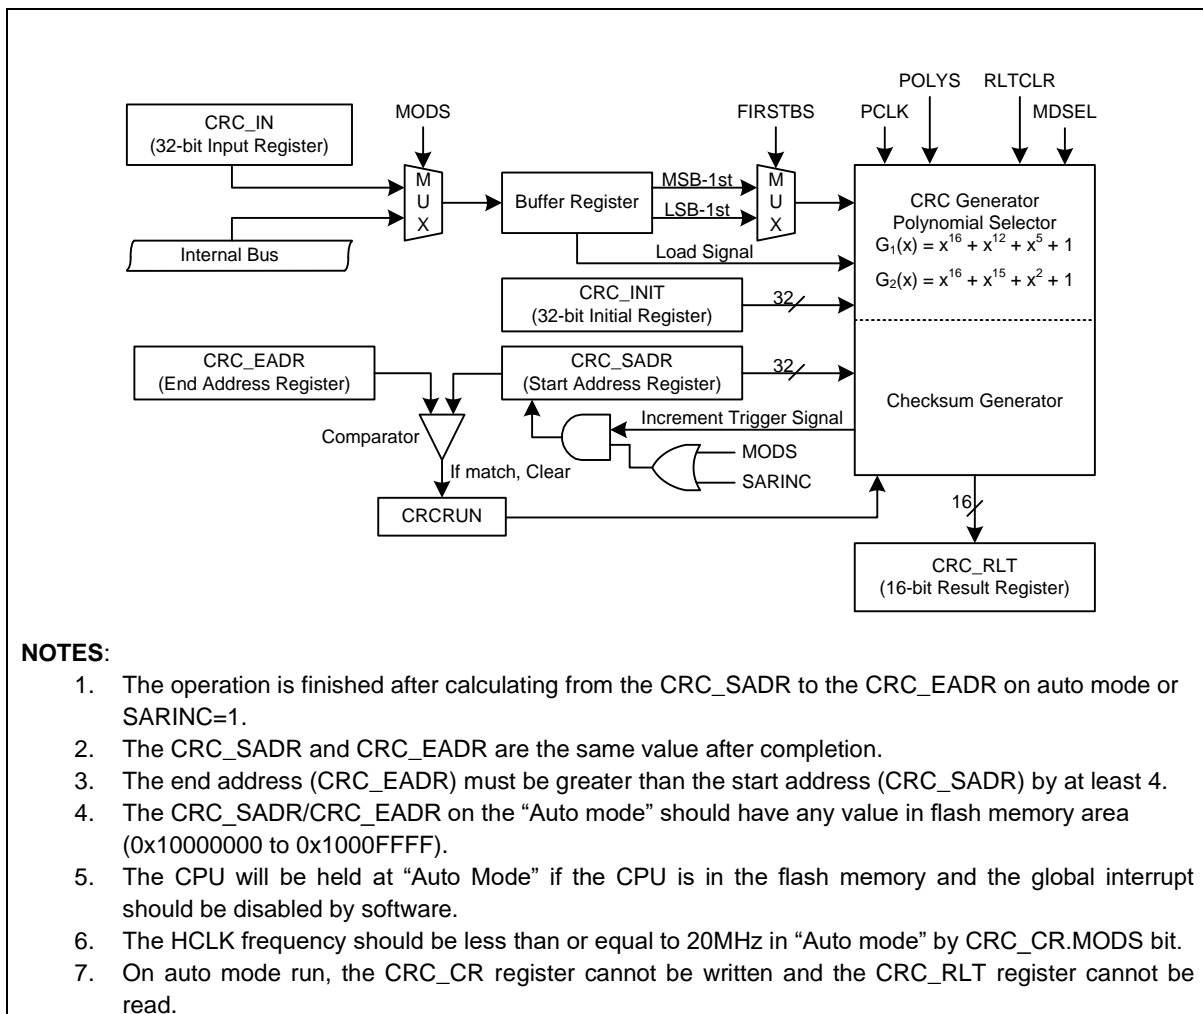 POLYS RLTCLR
MODS FIRSTBS PCLK MDSEL
CRC_IN
(32-bit Input Register)
M
U
X
Buffer Register
MSB-1st
LSB-1st
M
U
X
CRC Generator
Polynomial Selector
G1(x) = x^16 + x^12 + x^5 + 1
G2(x) = x^16 + x^15 + x^2 + 1
Internal Bus
Load Signal
CRC_INIT
(32-bit Initial Register)
32
CRC_EADR
(End Address Register)
CRC_SADR
(Start Address Register)
32
Checksum Generator
Increment Trigger Signal
Comparator
MODS
If match, Clear
SARINC
CRCRUN
16
CRC_RLT
(16-bit Result Register)
NOTES:
1. The operation is finished after calculating from the CRC_SADR to the CRC_EADR on auto mode or
SARINC=1.
2. The CRC_SADR and CRC_EADR are the same value after completion.
3. The end address (CRC_EADR) must be greater than the start address (CRC_SADR) by at least 4.
4. The CRC_SADR/CRC_EADR on the “Auto mode” should have any value in flash memory area
(0x10000000 to 0x1000FFFF).
5. The CPU will be held at “Auto Mode” if the CPU is in the flash memory and the global interrupt
should be disabled by software.
6. The HCLK frequency should be less than or equal to 20MHz in “Auto mode” by CRC_CR.MODS bit.
7. On auto mode run, the CRC_CR register cannot be written and the CRC_RLT register cannot be
read.